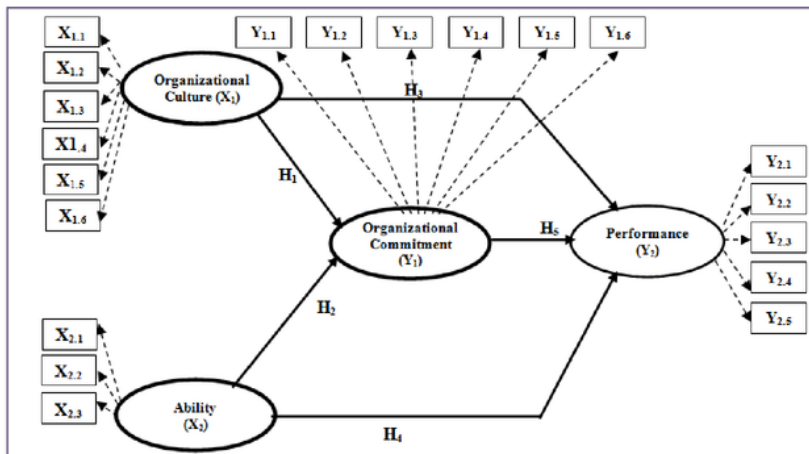 X1.1
X1.2
X1.3
X1.4
X1.5
X1.6
Organizational
Culture (X1)
Y1.1
Y1.2
Y1.3
Y1.4
Y1.5
Y1.6
H3
H1
Organizational
Commitment
(Y1)
H5
Performance
(Y2)
Y2.1
Y2.2
Y2.3
Y2.4
Y2.5
H2
X2.1
X2.2
X2.3
Ability
(X2)
H4